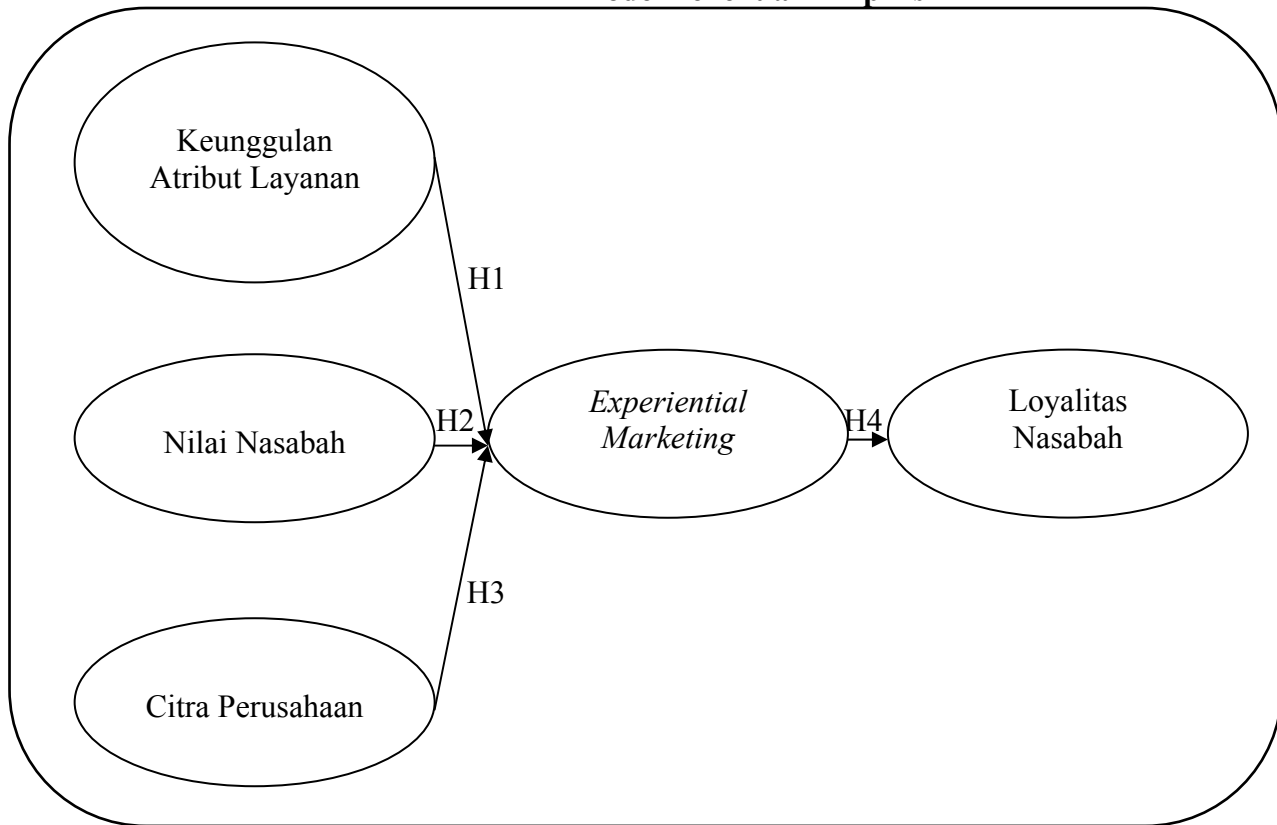 Keunggulan
Atribut Layanan
H1
Nilai Nasabah
H2
Experiential
Marketing
H4
Loyalitas
Nasabah
H3
Citra Perusahaan